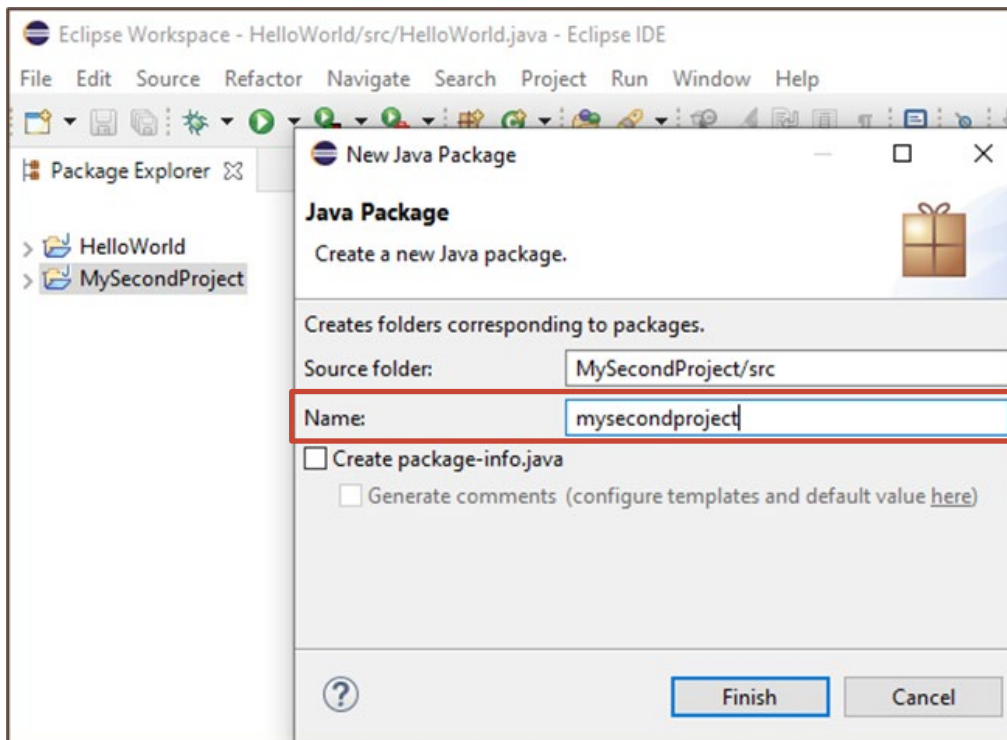 Eclipse Workspace - HelloWorld/src/HelloWorld.java - Eclipse IDE
File Edit Source Refactor Navigate Search Project Run Window Help
Package Explorer
HelloWorld
MySecondProject
New Java Package
Java Package
Create a new Java package.
Creates folders corresponding to packages.
Source folder: MySecondProject/src
Name: mysecondproject
Create package-info.java
Generate comments (configure templates and default value here)
? Finish Cancel